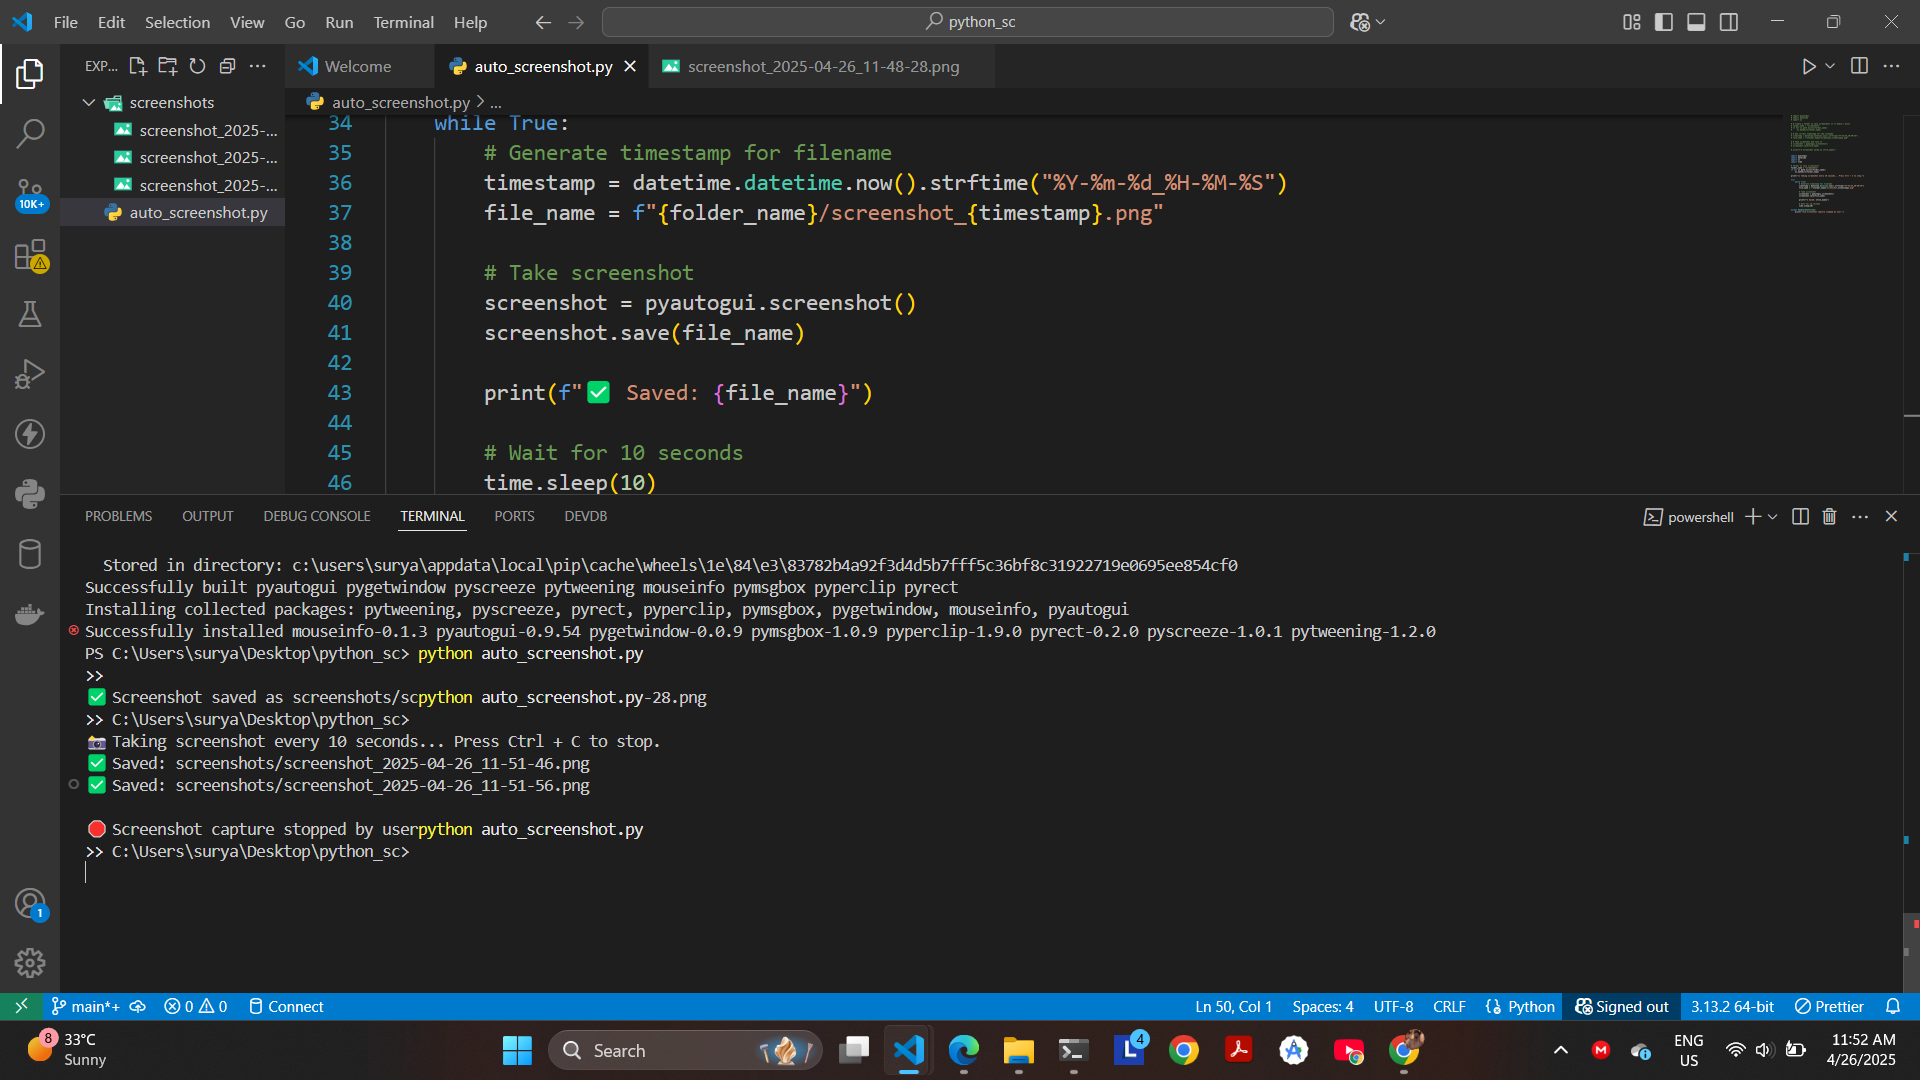 File Edit Selection View Go Run Terminal Help
python_sc
EXP...
Welcome
auto_screenshot.py
screenshot_2025-04-26_11-48-28.png
screenshots
screenshot_2025-...
screenshot_2025-...
screenshot_2025-...
auto_screenshot.py
10K+
auto_screenshot.py > ...
34 while True:
35 # Generate timestamp for filename
36 timestamp = datetime.datetime.now().strftime("%Y-%m-%d_%H-%M-%S")
37 file_name = f"{folder_name}/screenshot_{timestamp}.png"
38
39 # Take screenshot
40 screenshot = pyautogui.screenshot()
41 screenshot.save(file_name)
42
43 print(f"✅ Saved: {file_name}")
44
45 # Wait for 10 seconds
46 time.sleep(10)
PROBLEMS OUTPUT DEBUG CONSOLE TERMINAL PORTS DEVDB
powershell
Stored in directory: c:\users\surya\appdata\local\pip\cache\wheels\1e\84\e3\83782b4a92f3d4d5b7fff5c36bf8c31922719e0695ee854cf0
Successfully built pyautogui pygetwindow pyscreeze pytweening mouseinfo pymsgbox pyperclip pyrect
Installing collected packages: pytweening, pyscreeze, pyrect, pyperclip, pymsgbox, pygetwindow, mouseinfo, pyautogui
Successfully installed mouseinfo-0.1.3 pyautogui-0.9.54 pygetwindow-0.0.9 pymsgbox-1.0.9 pyperclip-1.9.0 pyrect-0.2.0 pyscreeze-1.0.1 pytweening-1.2.0
PS C:\Users\surya\Desktop\python_sc> python auto_screenshot.py
>>
✅ Screenshot saved as screenshots/scpython auto_screenshot.py-28.png
>> C:\Users\surya\Desktop\python_sc>
📸 Taking screenshot every 10 seconds... Press Ctrl + C to stop.
✅ Saved: screenshots/screenshot_2025-04-26_11-51-46.png
✅ Saved: screenshots/screenshot_2025-04-26_11-51-56.png
🛑 Screenshot capture stopped by userpython auto_screenshot.py
>> C:\Users\surya\Desktop\python_sc>
1
main*+ 0 0 Connect
Ln 50, Col 1 Spaces: 4 UTF-8 CRLF {} Python Signed out 3.13.2 64-bit Prettier
8
33°C
Sunny
Search
L
4
M
ENG
US
11:52 AM
4/26/2025